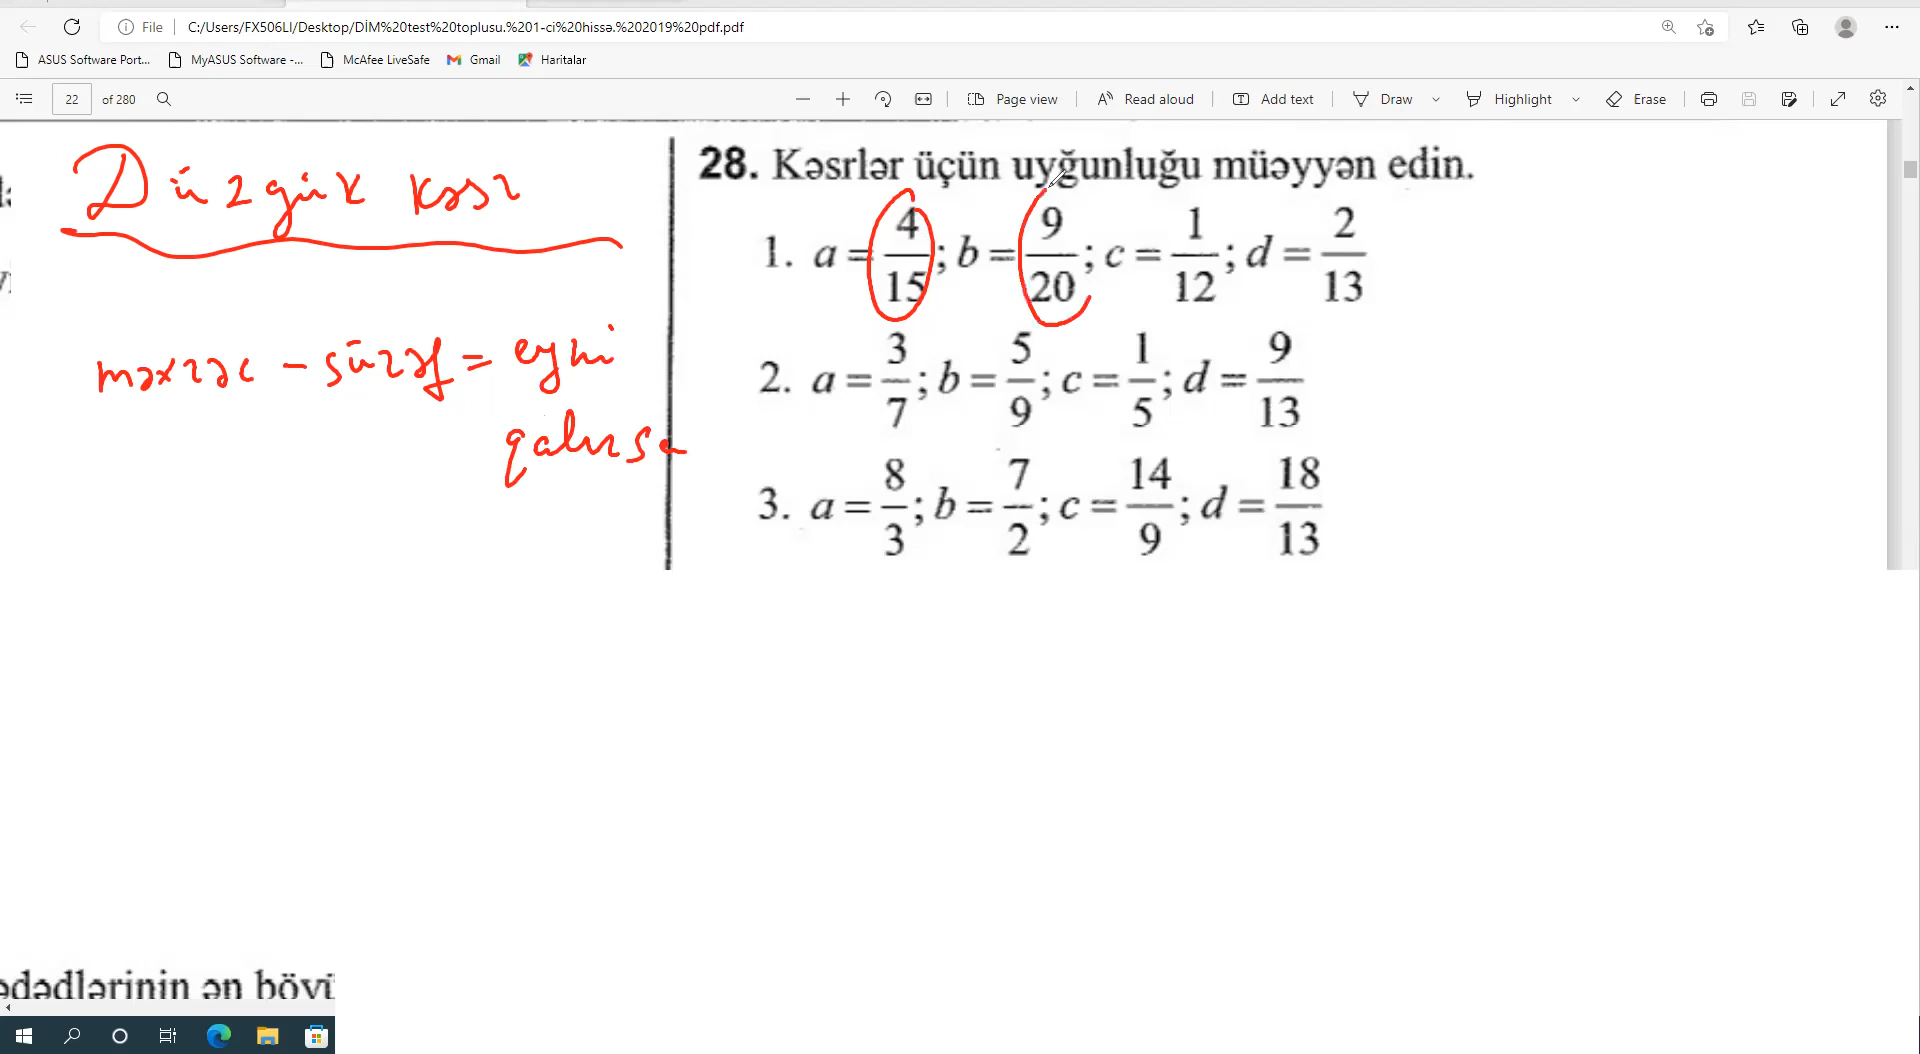 File C:/Users/FX506LI/Desktop/DİM%20test%20toplusu.%201-ci%20hissə.%202019%20pdf.pdf
ASUS Software Port... MyASUS Software -... McAfee LiveSafe Gmail Haritalar
22 of 280 Page view Read aloud Add text Draw Highlight Erase
Düzgük kəsr
məxrəc - sürəf = eyni
qalırsa
28. Kəsrlər üçün uyğunluğu müəyyən edin.
1. a = 4/15; b = 9/20; c = 1/12; d = 2/13
2. a = 3/7; b = 5/9; c = 1/5; d = 9/13
3. a = 8/3; b = 7/2; c = 14/9; d = 18/13
ədədlərinin ən böyü